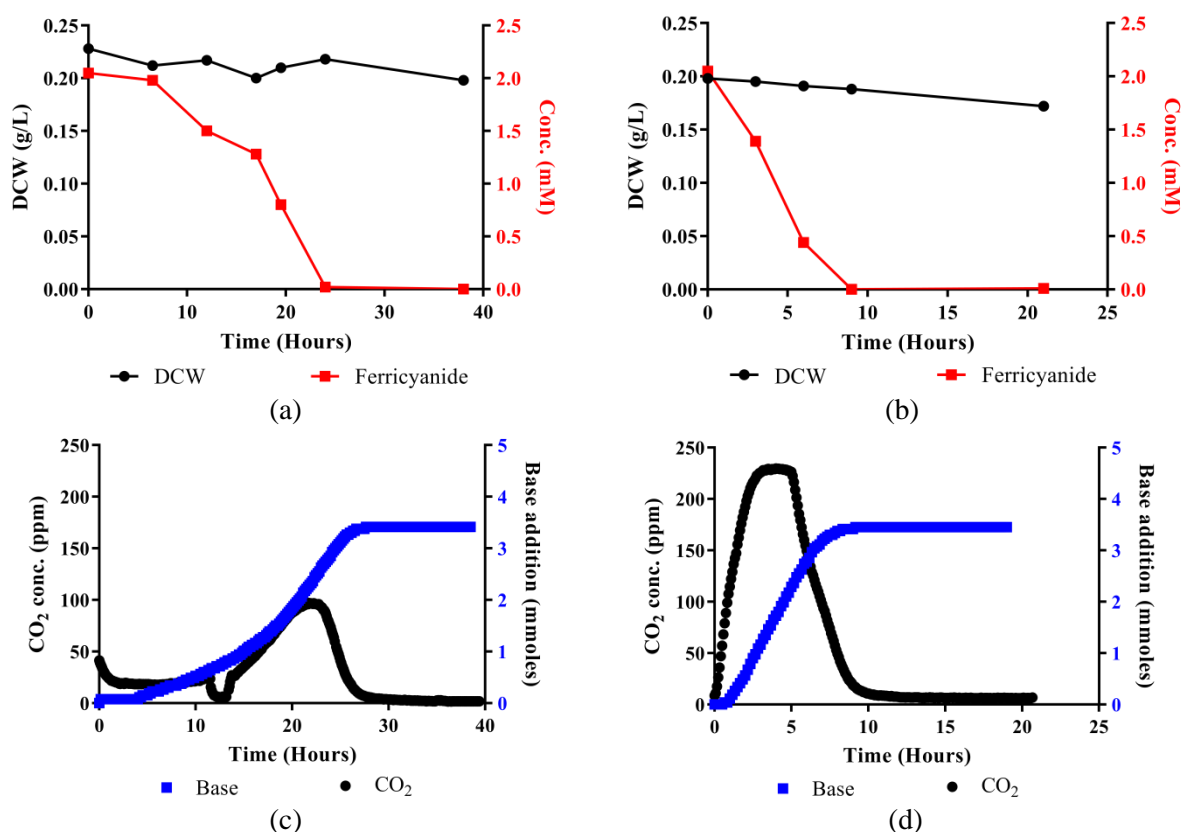 0.25
0.20
0.15
0.10
0.05
0.00
DCW (g/L)
2.5
2.0
1.5
1.0
0.5
0.0
Conc. (mM)
0 10 20 30 40
Time (Hours)
DCW Ferricyanide
(a)
0.25
0.20
0.15
0.10
0.05
0.00
DCW (g/L)
2.5
2.0
1.5
1.0
0.5
0.0
Conc. (mM)
0 5 10 15 20 25
Time (Hours)
DCW Ferricyanide
(b)
250
200
150
100
50
0
CO₂ conc. (ppm)
5
4
3
2
1
0
Base addition (mmoles)
0 10 20 30 40
Time (Hours)
Base CO₂
(c)
250
200
150
100
50
0
CO₂ conc. (ppm)
5
4
3
2
1
0
Base addition (mmoles)
0 5 10 15 20 25
Time (Hours)
Base CO₂
(d)